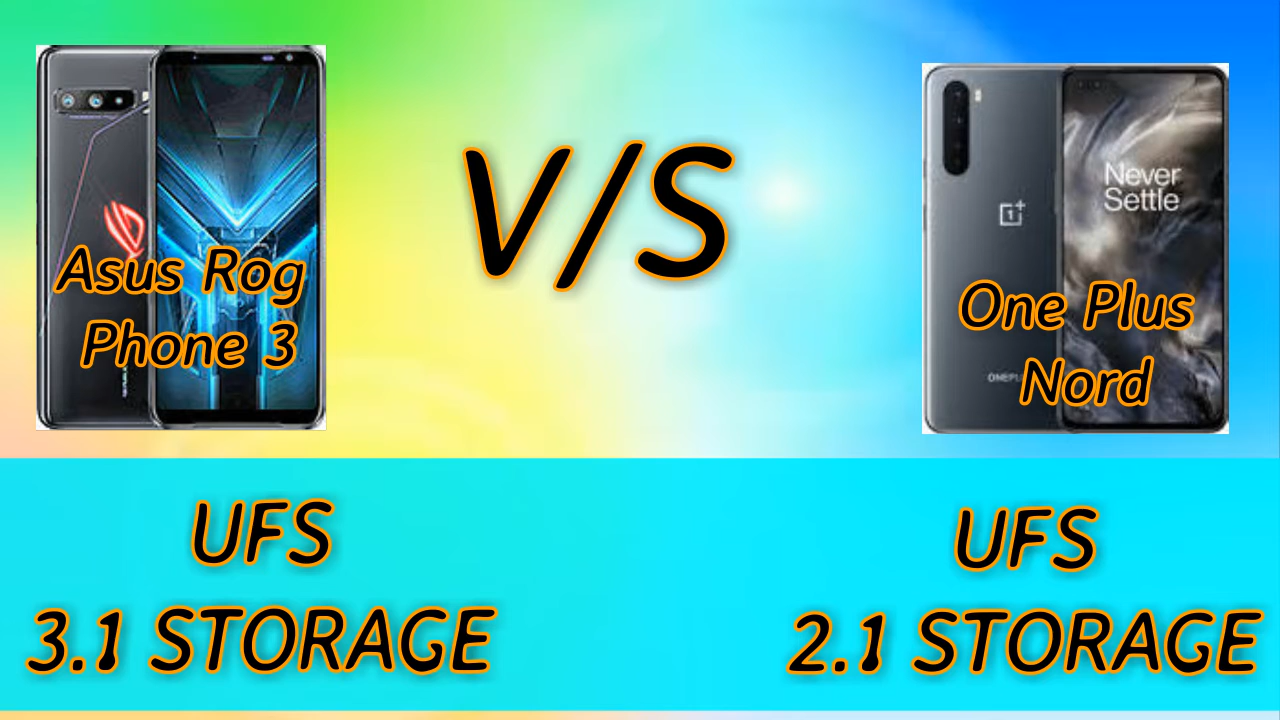 V/S
Asus Rog
Phone 3
Never
Settle
One Plus
Nord
UFS
3.1 STORAGE
UFS
2.1 STORAGE